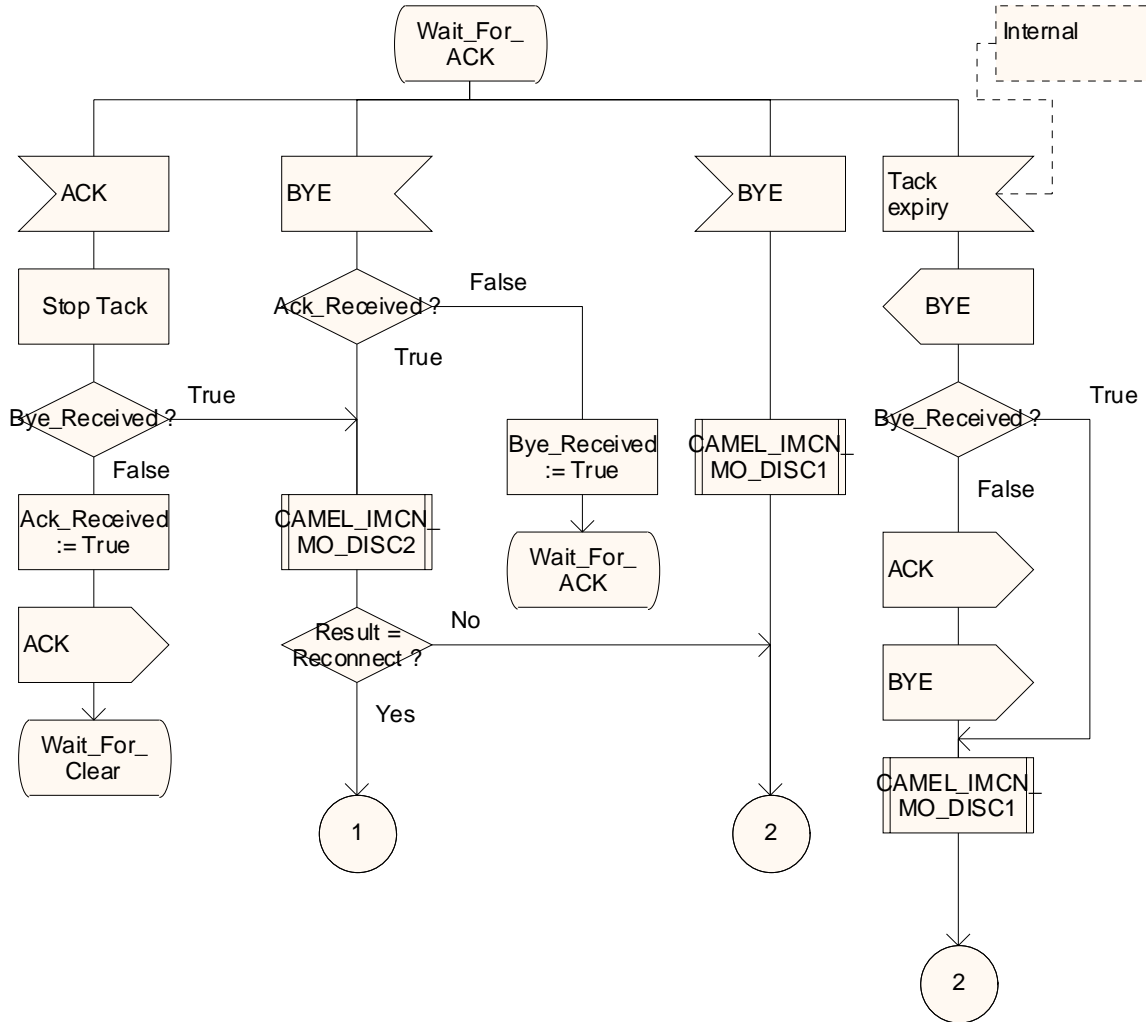 Wait_For_
ACK
Internal
ACK
BYE
BYE
Tack
expiry
Stop Tack
Ack_Received ?
False
True
BYE
Bye_Received ?
True
False
Ack_Received
:= True
ACK
Wait_For_
Clear
CAMEL_IMCN_
MO_DISC2
Result =
Reconnect ?
No
Yes
1
Bye_Received
:= True
Wait_For_
ACK
CAMEL_IMCN_
MO_DISC1
2
Bye_Received ?
True
False
ACK
BYE
CAMEL_IMCN_
MO_DISC1
2